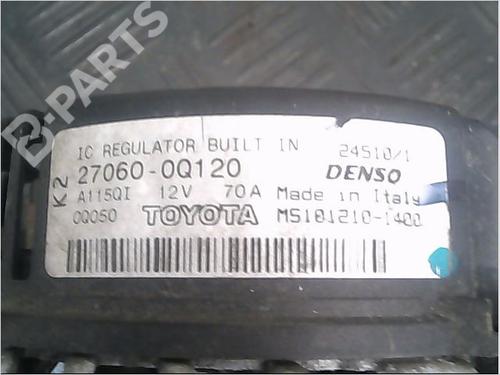 B-PARTS
IC REGULATOR BUILT IN 24510/1
K2 27060-0Q120 DENSO
A115QI 12V 70A Made in Italy
0Q050 TOYOTA MS101210-1400